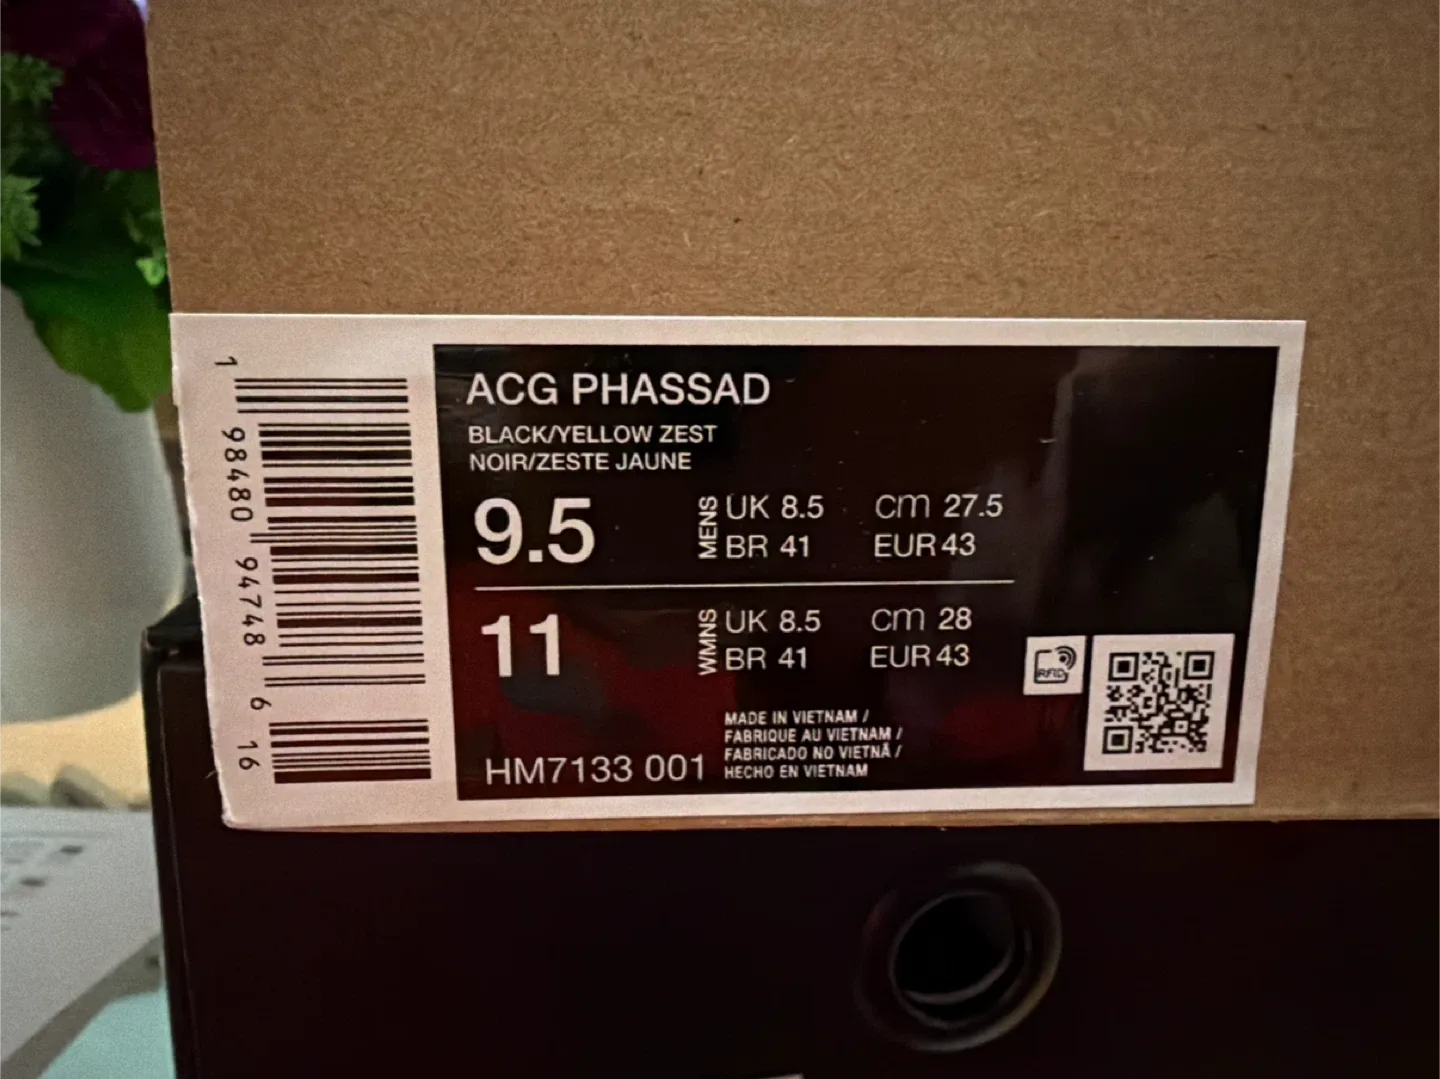 1 98480 94748 6 16
ACG PHASSAD
BLACK/YELLOW ZEST
NOIR/ZESTE JAUNE
9.5 MENS UK 8.5 CM 27.5
BR 41 EUR 43
11 WMNS UK 8.5 CM 28
BR 41 EUR 43
MADE IN VIETNAM /
FABRIQUE AU VIETNAM /
FABRICADO NO VIETNÃ /
HECHO EN VIETNAM
HM7133 001
RFID